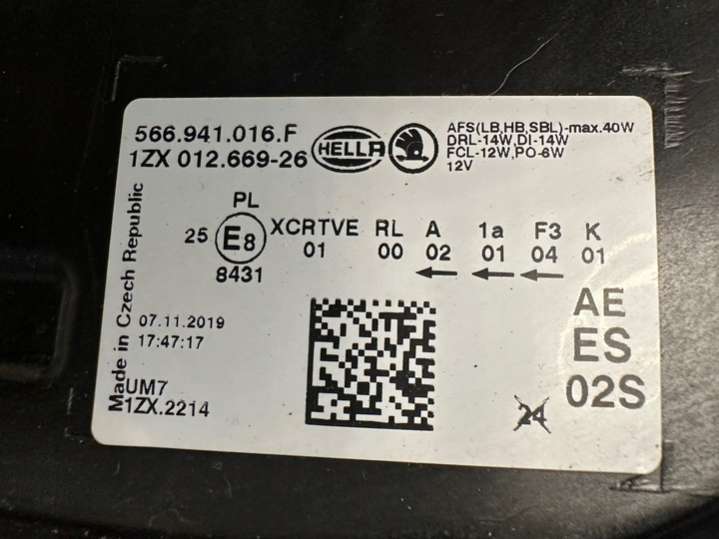 566.941.016.F
1ZX 012.669-26
HELLA
AFS(LB,HB,SBL)-max.40W
DRL-14W,DI-14W
FCL-12W,PO-6W
12V
PL
25 E8 XCRTVE RL A 1a F3 K
01 00 02 01 04 01
8431
Made in Czech Republic
07.11.2019
17:47:17
UM7
1ZX.2214
AE
ES
02S
24